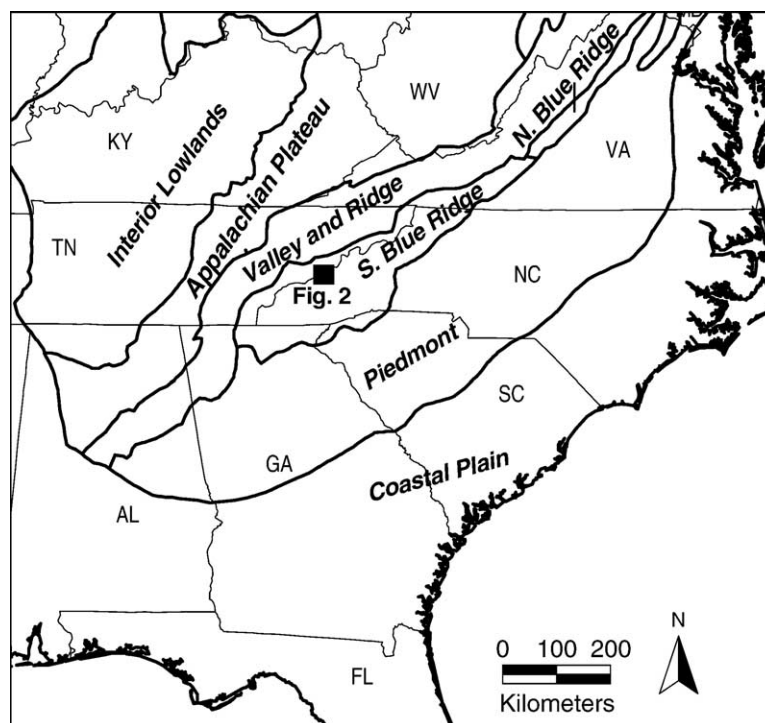 WV
N. Blue Ridge
KY
VA
Interior Lowlands
Appalachian Plateau
Valley and Ridge
S. Blue Ridge
TN
NC
Fig. 2
Piedmont
SC
GA
Coastal Plain
AL
N
0 100 200
Kilometers
FL